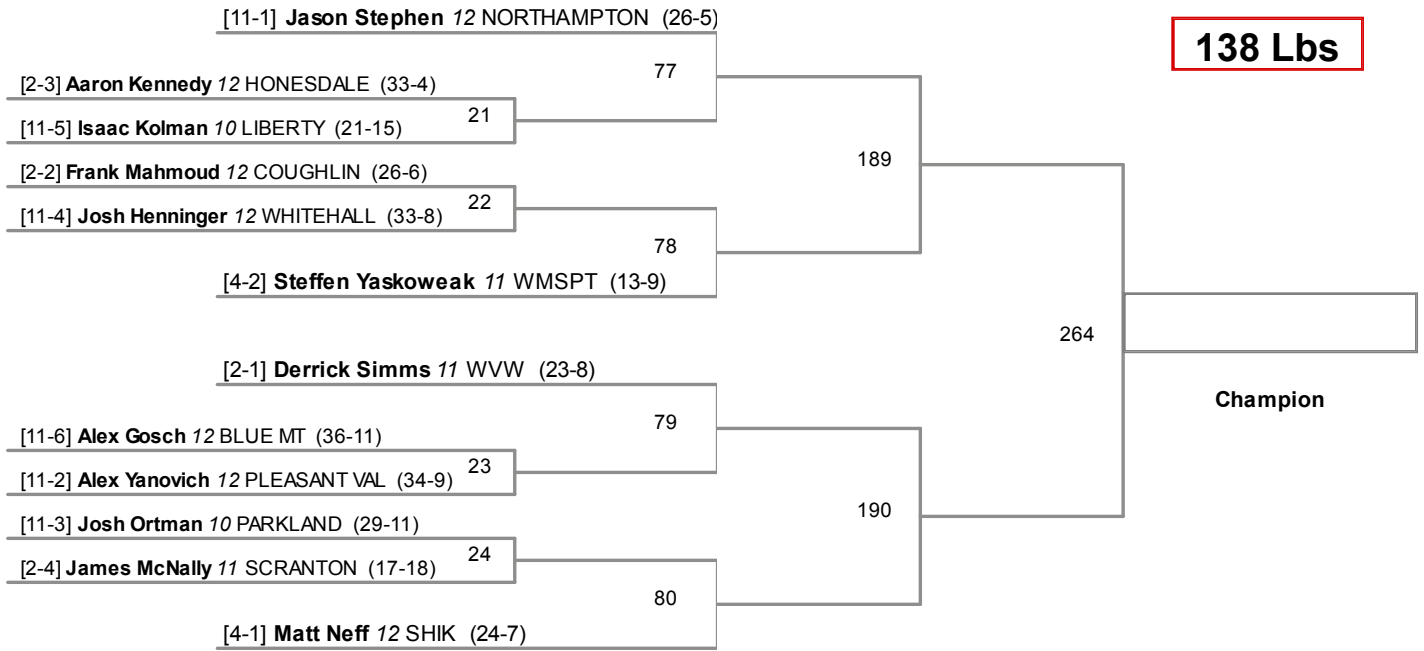 [11-1] Jason Stephen 12 NORTHAMPTON (26-5)
138 Lbs
77
[2-3] Aaron Kennedy 12 HONESDALE (33-4)
21
[11-5] Isaac Kolman 10 LIBERTY (21-15)
189
[2-2] Frank Mahmoud 12 COUGHLIN (26-6)
22
[11-4] Josh Henninger 12 WHITEHALL (33-8)
78
[4-2] Steffen Yaskoweak 11 WMSPT (13-9)
264
[2-1] Derrick Simms 11 WVW (23-8)
Champion
79
[11-6] Alex Gosch 12 BLUE MT (36-11)
23
[11-2] Alex Yanovich 12 PLEASANT VAL (34-9)
190
[11-3] Josh Ortman 10 PARKLAND (29-11)
24
[2-4] James McNally 11 SCRANTON (17-18)
80
[4-1] Matt Neff 12 SHIK (24-7)